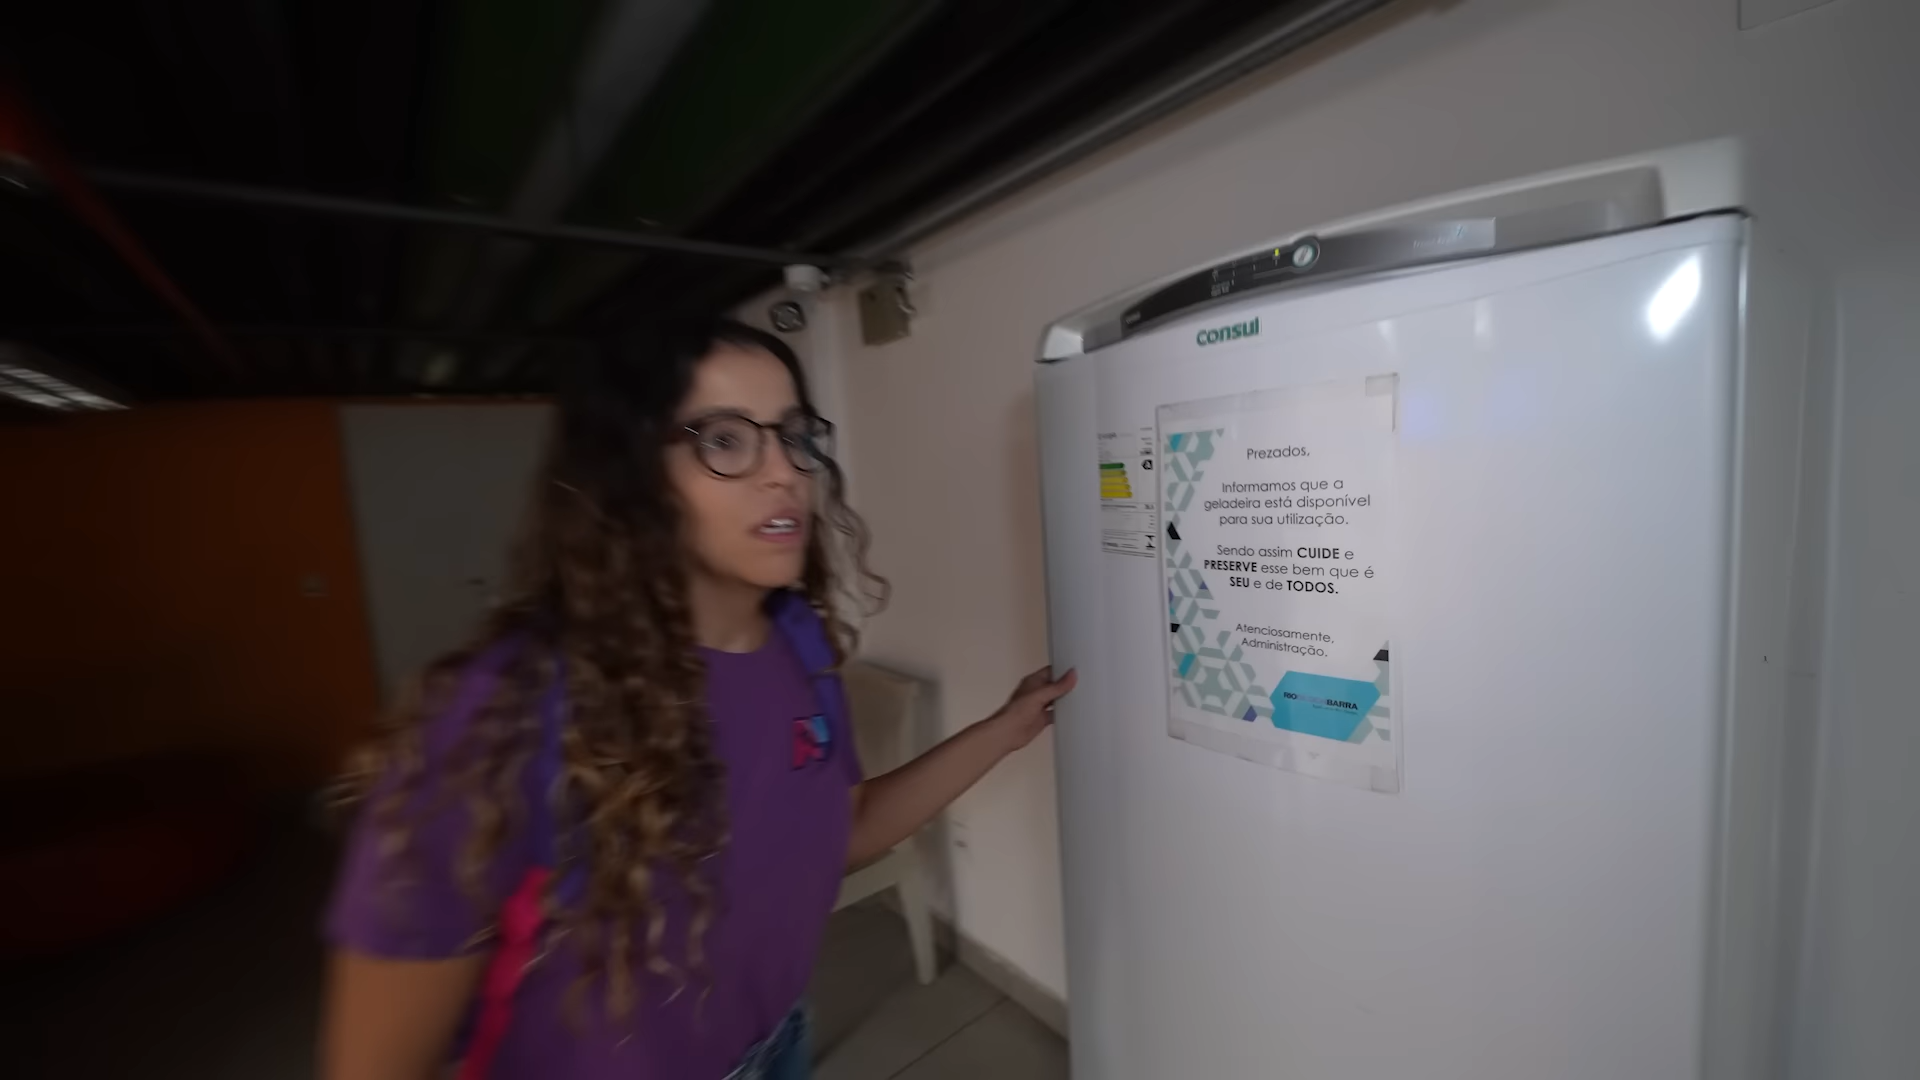 consul
Prezados,
Informamos que a
geladeira está disponível
para sua utilização.
Sendo assim CUIDE e
PRESERVE esse bem que é
SEU e de TODOS.
Atenciosamente,
Administração.
RIO
BARRA